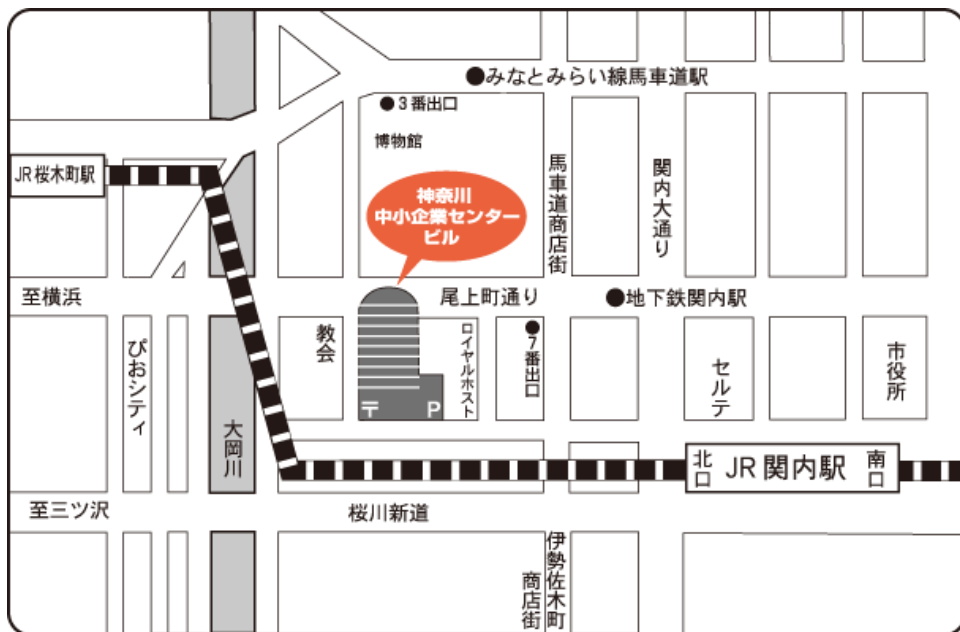 ●みなとみらい線馬車道駅
●3番出口
博物館
JR桜木町駅
神奈川
中小企業センター
ビル
馬車道商店街
関内大通り
至横浜
尾上町通り
●地下鉄関内駅
ぴおシティ
大岡川
教会
〒
P
ロイヤルホスト
●7番出口
セルテ
市役所
北口
JR関内駅
南口
至三ツ沢
桜川新道
伊勢佐木町
商店街